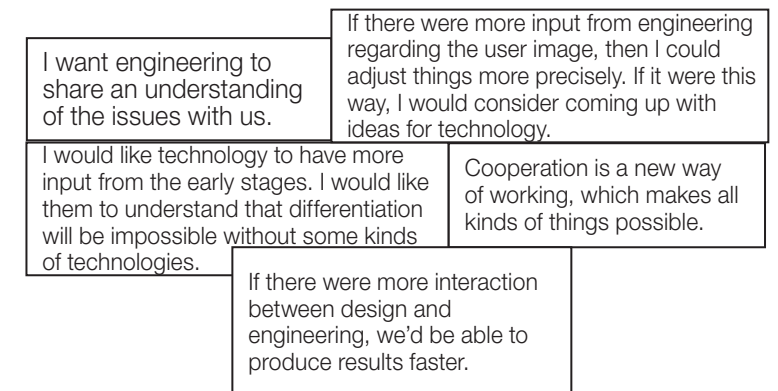 I want engineering to
share an understanding
of the issues with us.
If there were more input from engineering
regarding the user image, then I could
adjust things more precisely. If it were this
way, I would consider coming up with
ideas for technology.
I would like technology to have more
input from the early stages. I would like
them to understand that differentiation
will be impossible without some kinds
of technologies.
Cooperation is a new way
of working, which makes all
kinds of things possible.
If there were more interaction
between design and
engineering, we’d be able to
produce results faster.